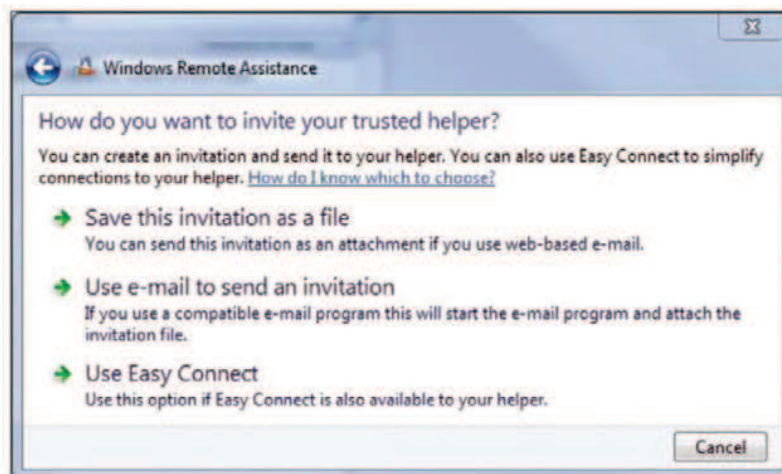 Windows Remote Assistance
How do you want to invite your trusted helper?
You can create an invitation and send it to your helper. You can also use Easy Connect to simplify
connections to your helper. How do I know which to choose?
Save this invitation as a file
You can send this invitation as an attachment if you use web-based e-mail.
Use e-mail to send an invitation
If you use a compatible e-mail program this will start the e-mail program and attach the
invitation file.
Use Easy Connect
Use this option if Easy Connect is also available to your helper.
Cancel